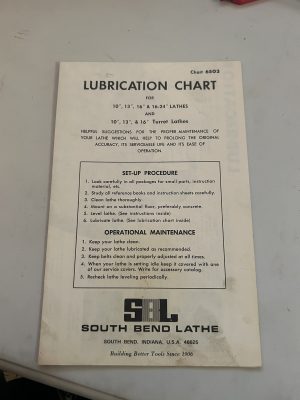 Chart 6502
LUBRICATION CHART
FOR
10", 13", 16" & 16-24" LATHES
AND
10", 13", & 16" Turret Lathes
HELPFUL SUGGESTIONS FOR THE PROPER MAINTENANCE OF
YOUR LATHE WHICH WILL HELP TO PROLONG THE ORIGINAL
ACCURACY, ITS SERVICEABLE LIFE AND ITS EASE OF
OPERATION.
SET-UP PROCEDURE
1. Look carefully in all packages for small parts, instruction
material, etc.
2. Study all reference books and instruction sheets carefully.
3. Clean lathe thoroughly.
4. Mount on a substantial floor, preferably, concrete.
5. Level lathe. (See instructions inside)
6. Lubricate lathe. (See lubrication chart inside)
OPERATIONAL MAINTENANCE
1. Keep your lathe clean.
2. Keep your lathe lubricated as recommended.
3. Keep belts clean and properly adjusted at all times.
4. When your lathe is setting idle keep it covered with one
of our service covers. Write for accessory catalog.
5. Recheck lathe leveling periodically.
SBL
SOUTH BEND LATHE
SOUTH BEND, INDIANA, U.S.A. 46625
Building Better Tools Since 1906